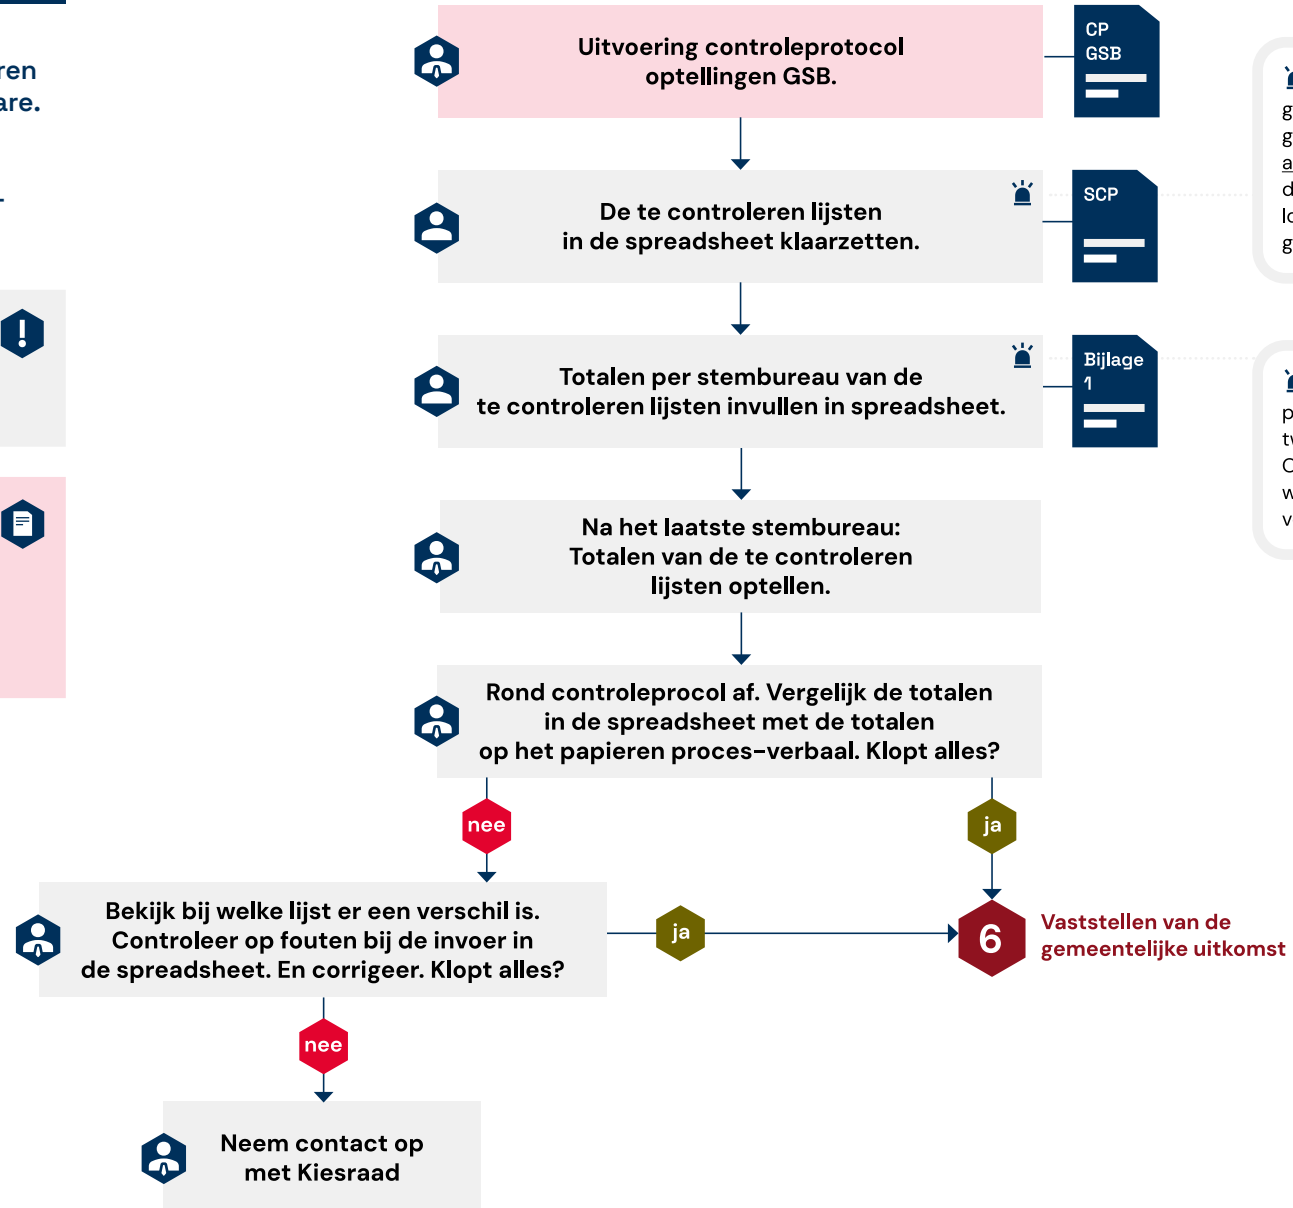 Uitvoering controleprotocol
optellingen GSB.
CP
GSB
De te controleren lijsten
in de spreadsheet klaarzetten.
SCP
Totalen per stembureau van de
te controleren lijsten invullen in spreadsheet.
Bijlage
1
Na het laatste stembureau:
Totalen van de te controleren
lijsten optellen.
Rond controleprocol af. Vergelijk de totalen
in de spreadsheet met de totalen
op het papieren proces-verbaal. Klopt alles?
nee
ja
Bekijk bij welke lijst er een verschil is.
Controleer op fouten bij de invoer in
de spreadsheet. En corrigeer. Klopt alles?
ja
6
Vaststellen van de
gemeentelijke uitkomst
nee
Neem contact op
met Kiesraad